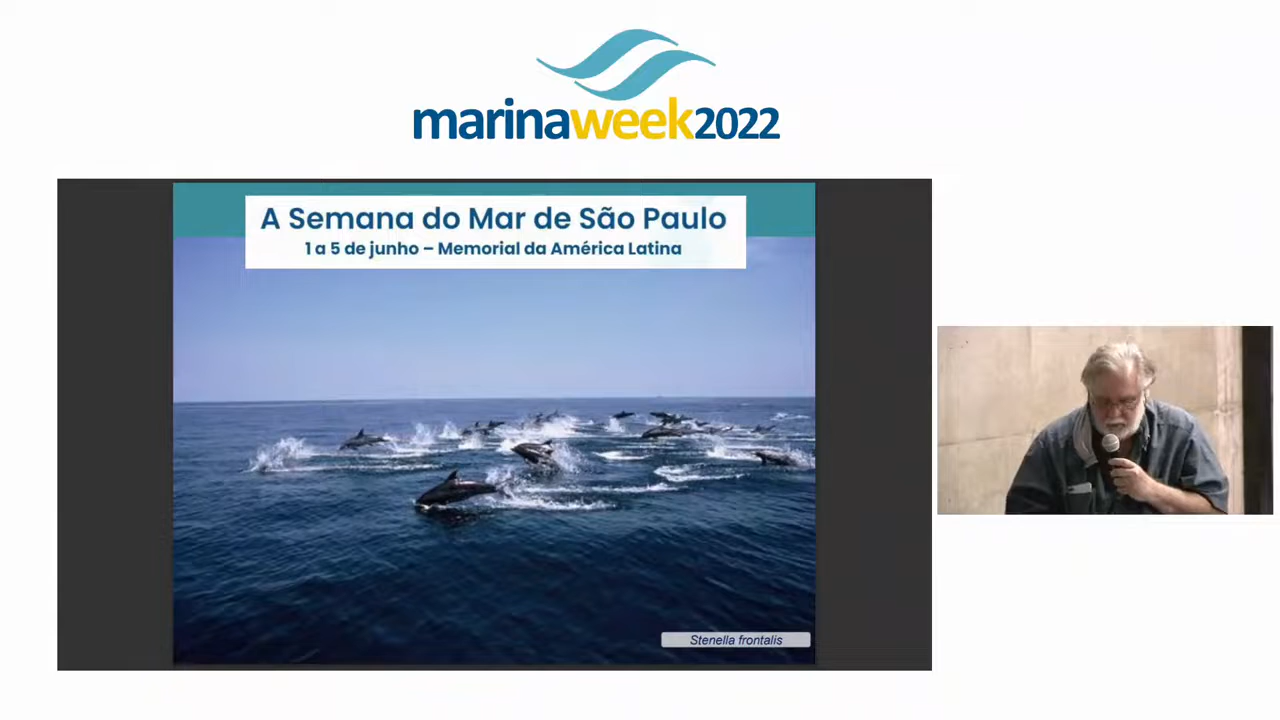 marinaweek2022
A Semana do Mar de São Paulo
1 a 5 de junho – Memorial da América Latina
Stenella frontalis